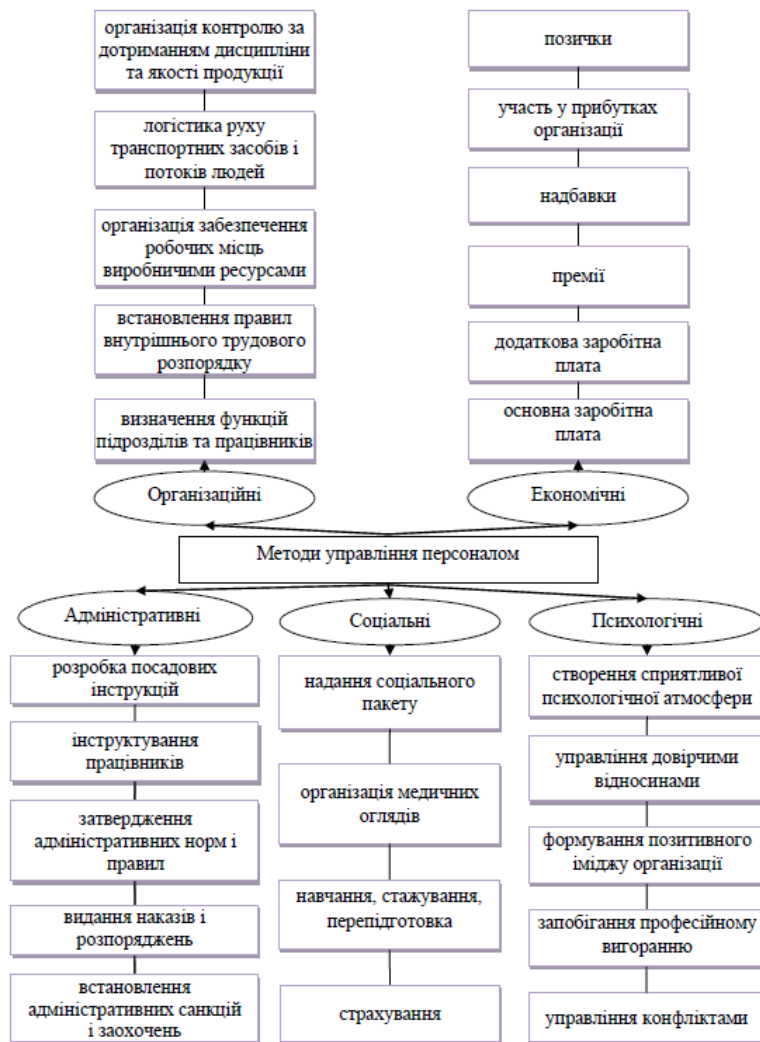 організація контролю за
дотриманням дисципліни
та якості продукції
логістика руху
транспортних засобів і
потоків людей
організація забезпечення
робочих місць
виробничими ресурсами
встановлення правил
внутрішнього трудового
розпорядку
визначення функцій
підрозділів та працівників
Організаційні
позички
участь у прибутках
організації
надбавки
премії
додаткова заробітна
плата
основна заробітна
плата
Економічні
Методи управління персоналом
Адміністративні
розробка посадових
інструкцій
інструктування
працівників
затвердження
адміністративних норм і
правил
видання наказів і
розпоряджень
встановлення
адміністративних санкцій
і заохочень
Соціальні
надання соціального
пакету
організація медичних
оглядів
навчання, стажування,
перепідготовка
страхування
Психологічні
створення сприятливої
психологічної атмосфери
управління довірчими
відносинами
формування позитивного
іміджу організації
запобігання професійному
вигоранню
управління конфліктами